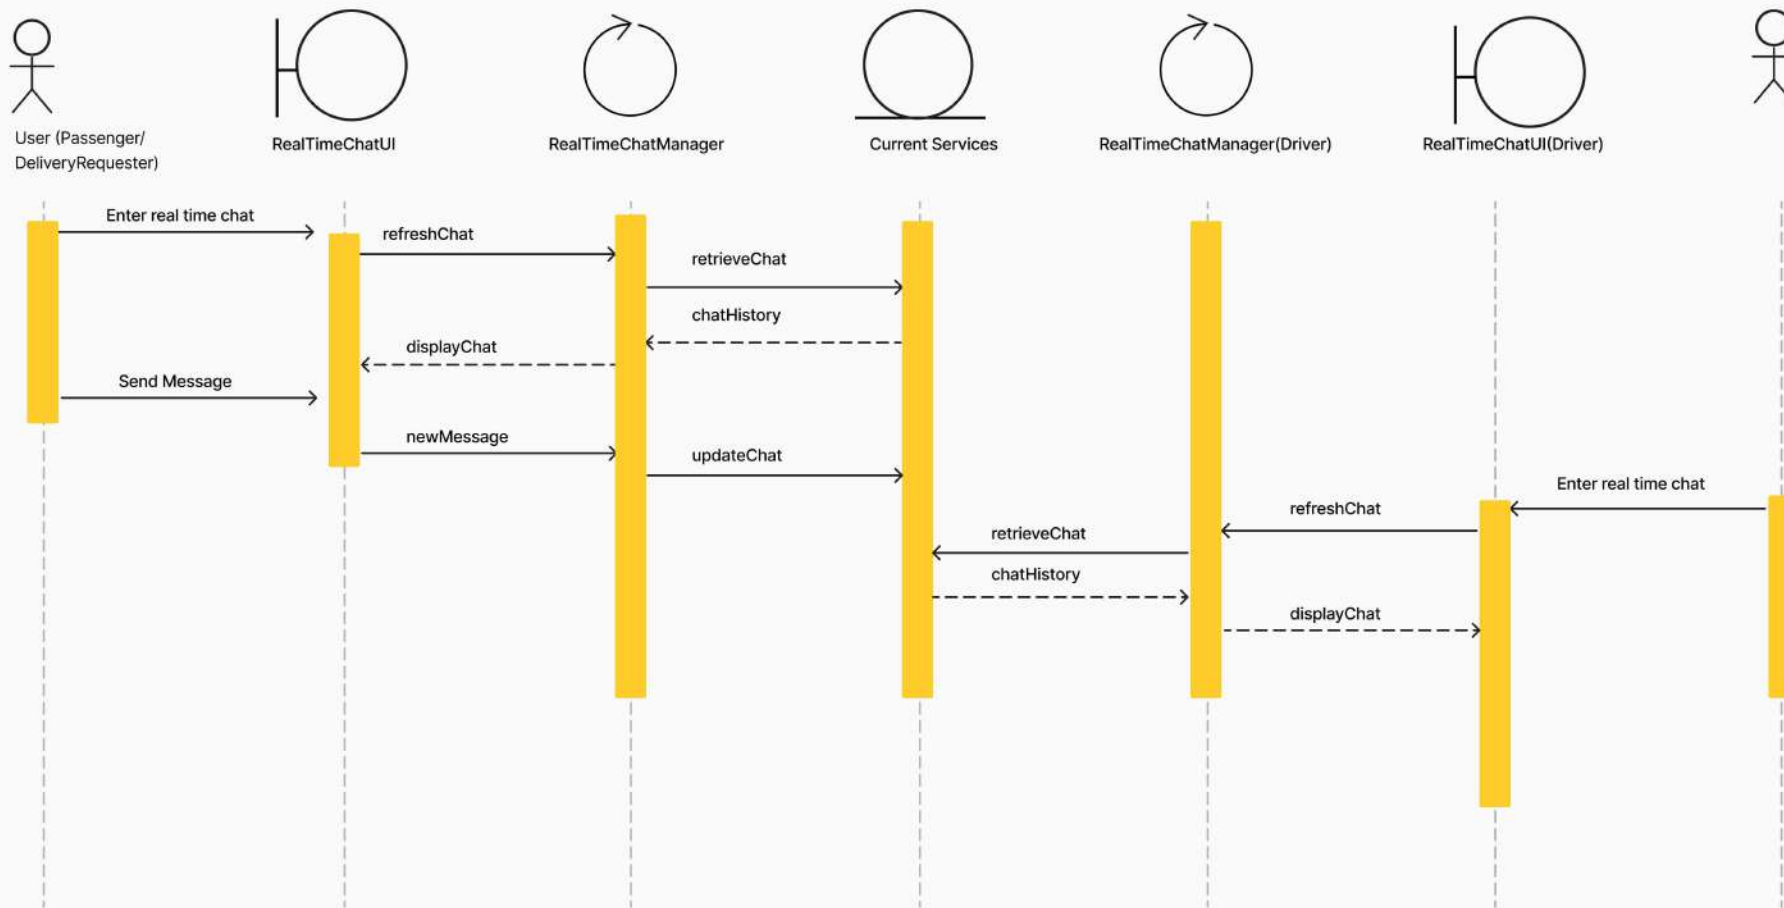 User (Passenger/
DeliveryRequester)
RealTimeChatUI
RealTimeChatManager
Current Services
RealTimeChatManager(Driver)
RealTimeChatUI(Driver)
Enter real time chat
refreshChat
retrieveChat
chatHistory
displayChat
Send Message
newMessage
updateChat
Enter real time chat
refreshChat
retrieveChat
chatHistory
displayChat